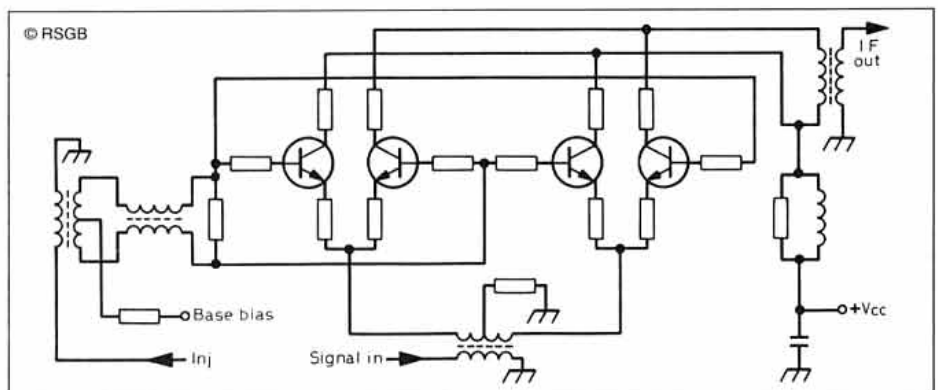 © RSGB
IF
out
Base bias
Inj
Signal in
+Vcc